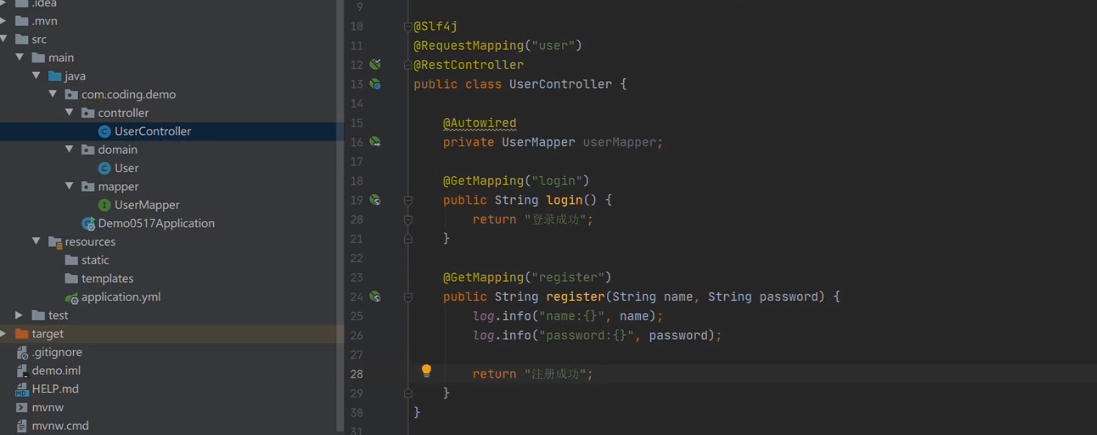 .idea
.mvn
src
main
java
com.coding.demo
controller
UserController
domain
User
mapper
UserMapper
Demo0517Application
resources
static
templates
application.yml
test
target
.gitignore
demo.iml
HELP.md
mvnw
mvnw.cmd
9
10 @Slf4j
11 @RequestMapping("user")
12 @RestController
13 public class UserController {
14
15 @Autowired
16 private UserMapper userMapper;
17
18 @GetMapping("login")
19 public String login() {
20 return "登录成功";
21 }
22
23 @GetMapping("register")
24 public String register(String name, String password) {
25 log.info("name:{}", name);
26 log.info("password:{}", password);
27
28 return "注册成功";
29 }
30 }
31